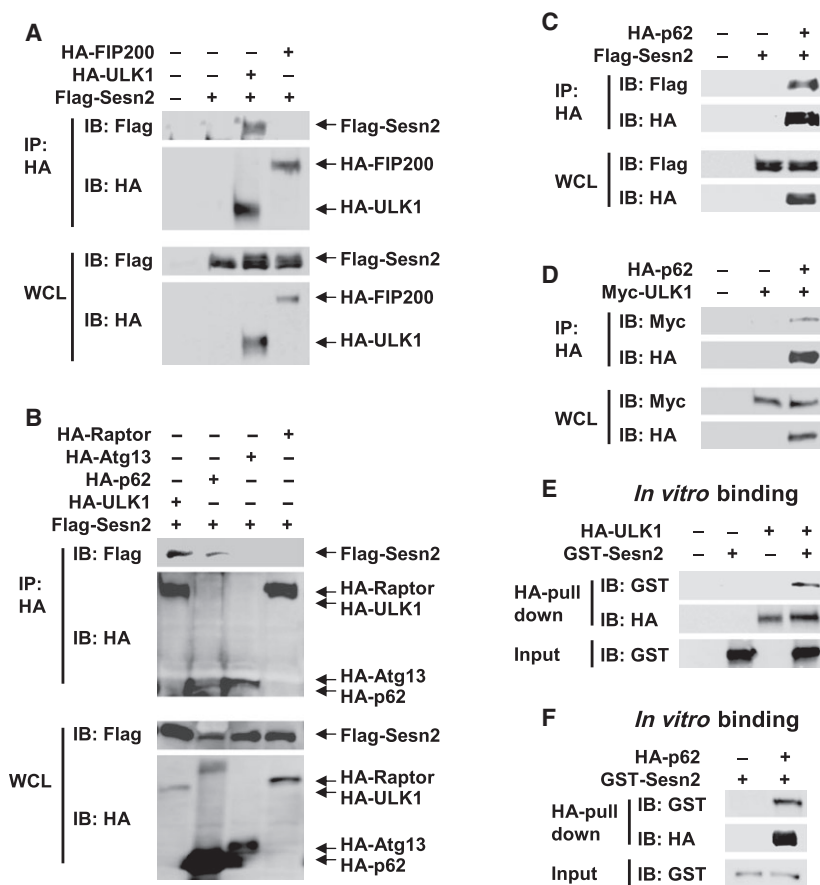 A
HA-FIP200 – – – +
HA-ULK1 – – + –
Flag-Sesn2 – + + +
IP: HA
IB: Flag
Flag-Sesn2
IB: HA
HA-FIP200
HA-ULK1
WCL
IB: Flag
Flag-Sesn2
IB: HA
HA-FIP200
HA-ULK1
B
HA-Raptor – – – +
HA-Atg13 – – + –
HA-p62 – + – –
HA-ULK1 + – – –
Flag-Sesn2 + + + +
IP: HA
IB: Flag
Flag-Sesn2
IB: HA
HA-Raptor
HA-ULK1
HA-Atg13
HA-p62
WCL
IB: Flag
Flag-Sesn2
IB: HA
HA-Raptor
HA-ULK1
HA-Atg13
HA-p62
C
HA-p62 – – +
Flag-Sesn2 – + +
IP: HA
IB: Flag
IB: HA
WCL
IB: Flag
IB: HA
D
HA-p62 – – +
Myc-ULK1 – + +
IP: HA
IB: Myc
IB: HA
WCL
IB: Myc
IB: HA
E
In vitro binding
HA-ULK1 – – + +
GST-Sesn2 – + – +
HA-pull down
IB: GST
IB: HA
Input
IB: GST
F
In vitro binding
HA-p62 – +
GST-Sesn2 + +
HA-pull down
IB: GST
IB: HA
Input
IB: GST